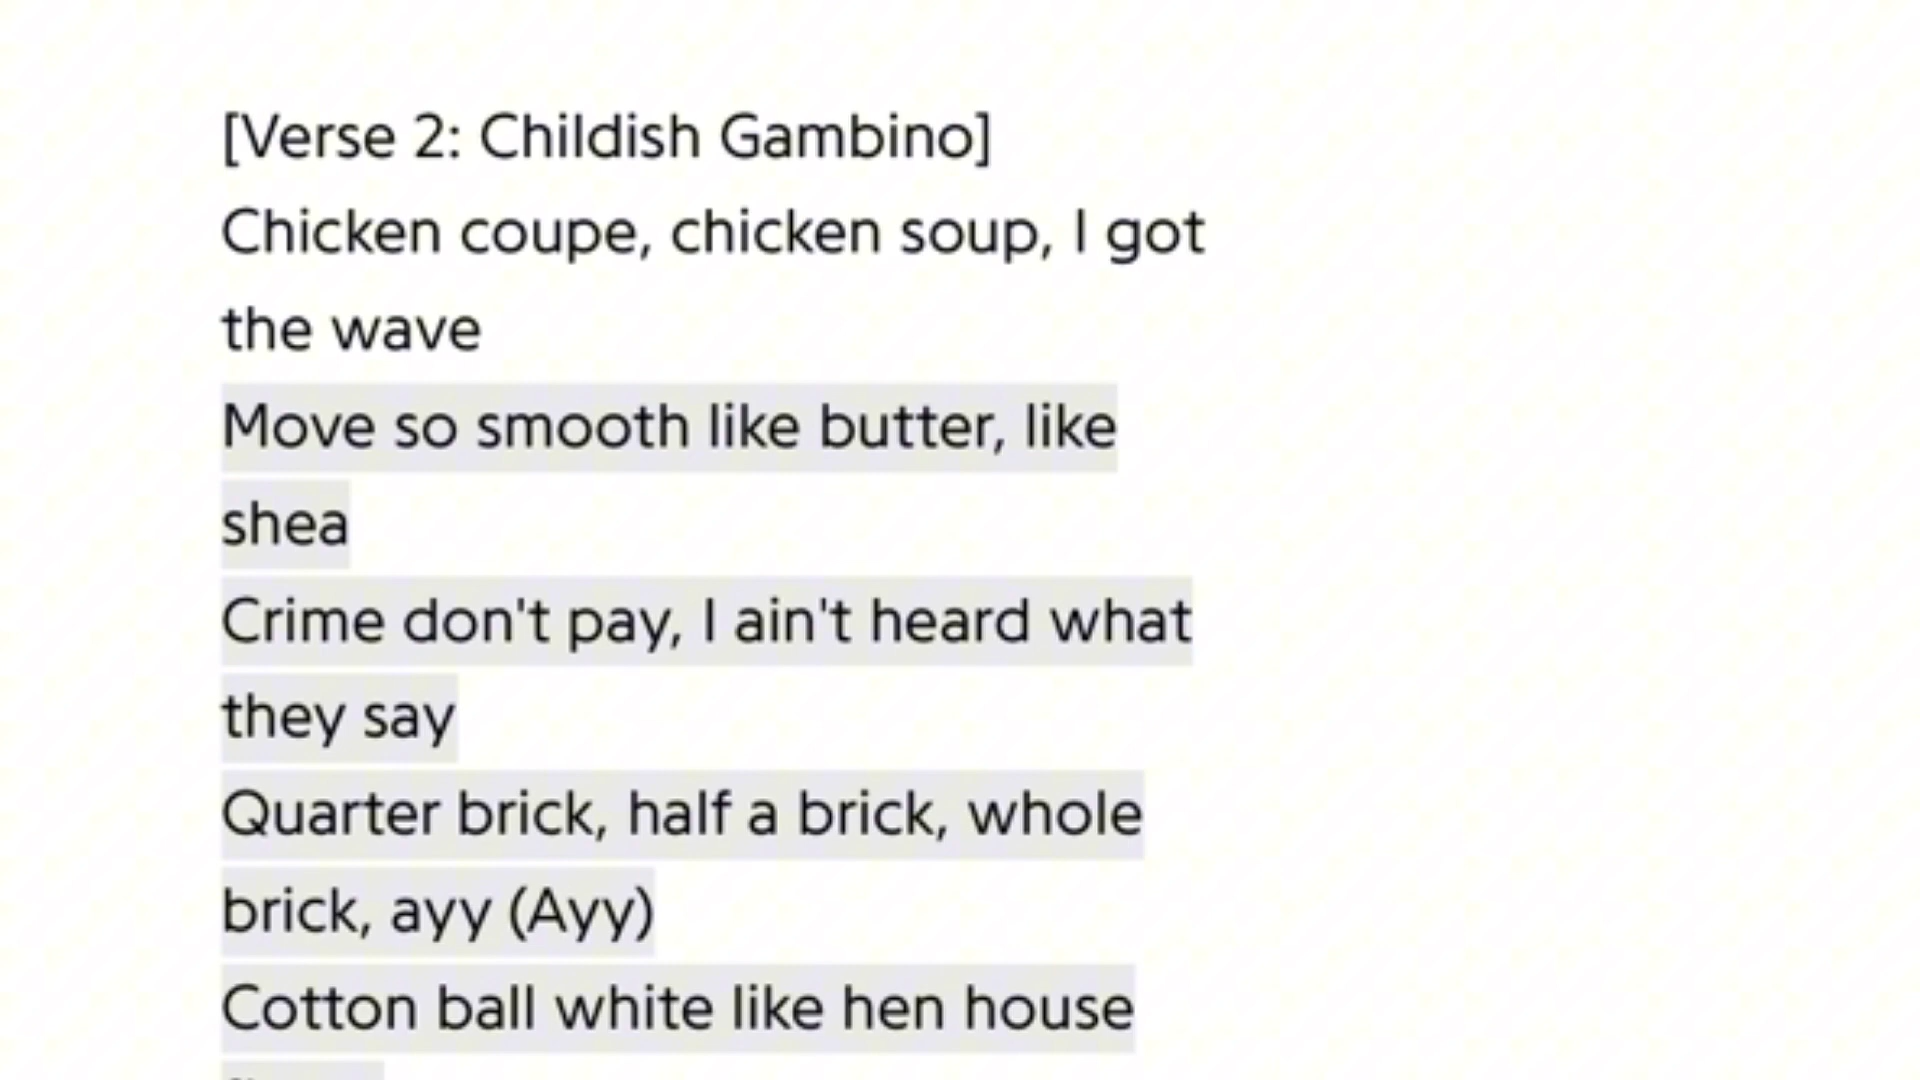 [Verse 2: Childish Gambino]
Chicken coupe, chicken soup, I got
the wave
Move so smooth like butter, like
shea
Crime don't pay, I ain't heard what
they say
Quarter brick, half a brick, whole
brick, ayy (Ayy)
Cotton ball white like hen house